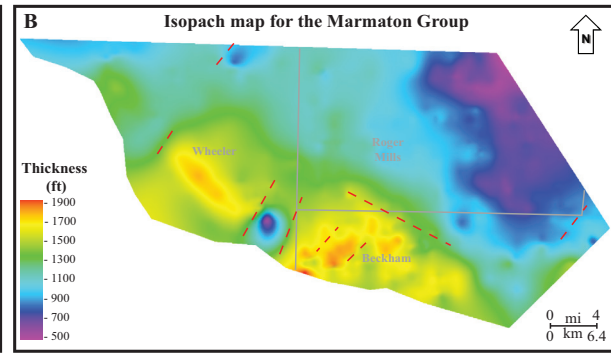 B
Isopach map for the Marmaton Group
N
Wheeler
Roger
Mills
Thickness
(ft)
1900
1700
1500
1300
1100
900
700
500
Beckham
0 mi 4
0 km 6.4